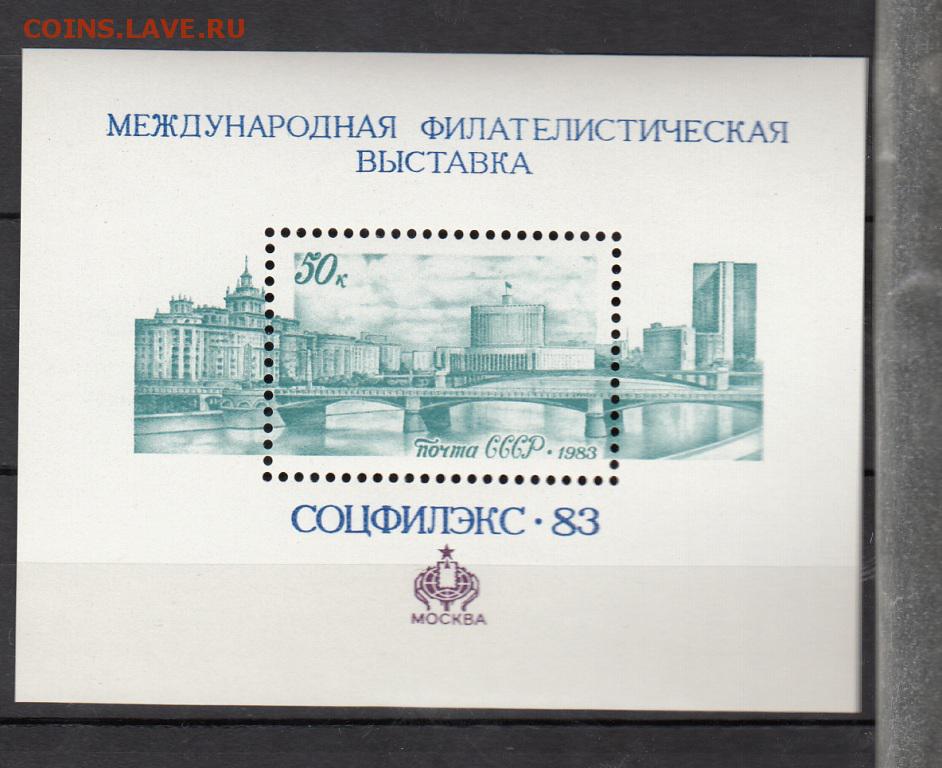 COINS.LAVE.RU
МЕЖДУНАРОДНАЯ ФИЛАТЕЛИСТИЧЕСКАЯ
ВЫСТАВКА
50к
почта СССР · 1983
СОЦФИЛЭКС · 83
МОСКВА